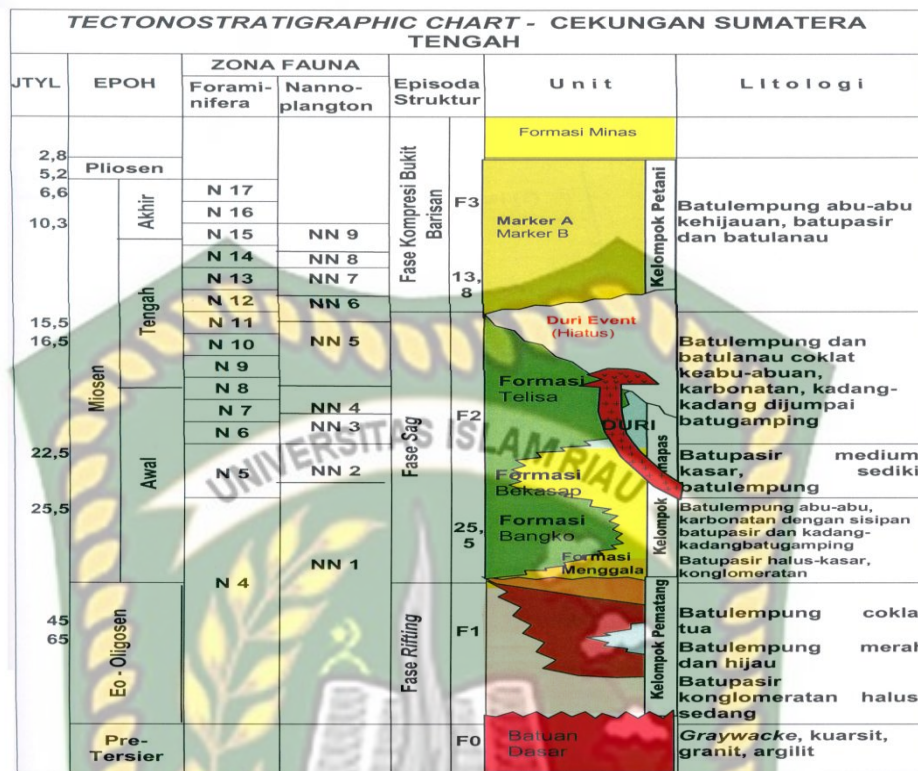 TECTONOSTRATIGRAPHIC CHART - CEKUNGAN SUMATERA
TENGAH
JTYL
EPOH
ZONA FAUNA
Forami-
nifera
Nanno-
plangton
Episoda
Struktur
Unit
LItologi
2,8
5,2
6,6
10,3
15,5
16,5
22,5
25,5
45
65
Pliosen
Miosen
Akhir
Tengah
Awal
Eo - Oligosen
Pre-
Tersier
N 17
N 16
N 15
N 14
N 13
N 12
N 11
N 10
N 9
N 8
N 7
N 6
N 5
N 4
NN 9
NN 8
NN 7
NN 6
NN 5
NN 4
NN 3
NN 2
NN 1
Fase Kompresi Bukit
Barisan
Fase Sag
Fase Rifting
F3
13,
8
F2
25,
5
F1
F0
Formasi Minas
Marker A
Marker B
Duri Event
(Hiatus)
Formasi
Telisa
DURI
Formasi
Bekasap
Formasi
Bangko
Formasi
Menggala
Batuan
Dasar
Kelompok Petani
Kelompok
Kelompok Pematang
Batulempung abu-abu
kehijauan, batupasir
dan batulanau
Batulempung dan
batulanau coklat
keabu-abuan,
karbonatan, kadang-
kadang dijumpai
batugamping
Batupasir medium
kasar, sediki
batulempung
Batulempung abu-abu,
karbonatan dengan sisipan
batupasir dan kadang-
kadangbatugamping
Batupasir halus-kasar,
konglomeratan
Batulempung cokla
tua
Batulempung merah
dan hijau
Batupasir
konglomeratan halus
sedang
Graywacke, kuarsit,
granit, argilit
UNIVERSITAS ISLAM RIAU